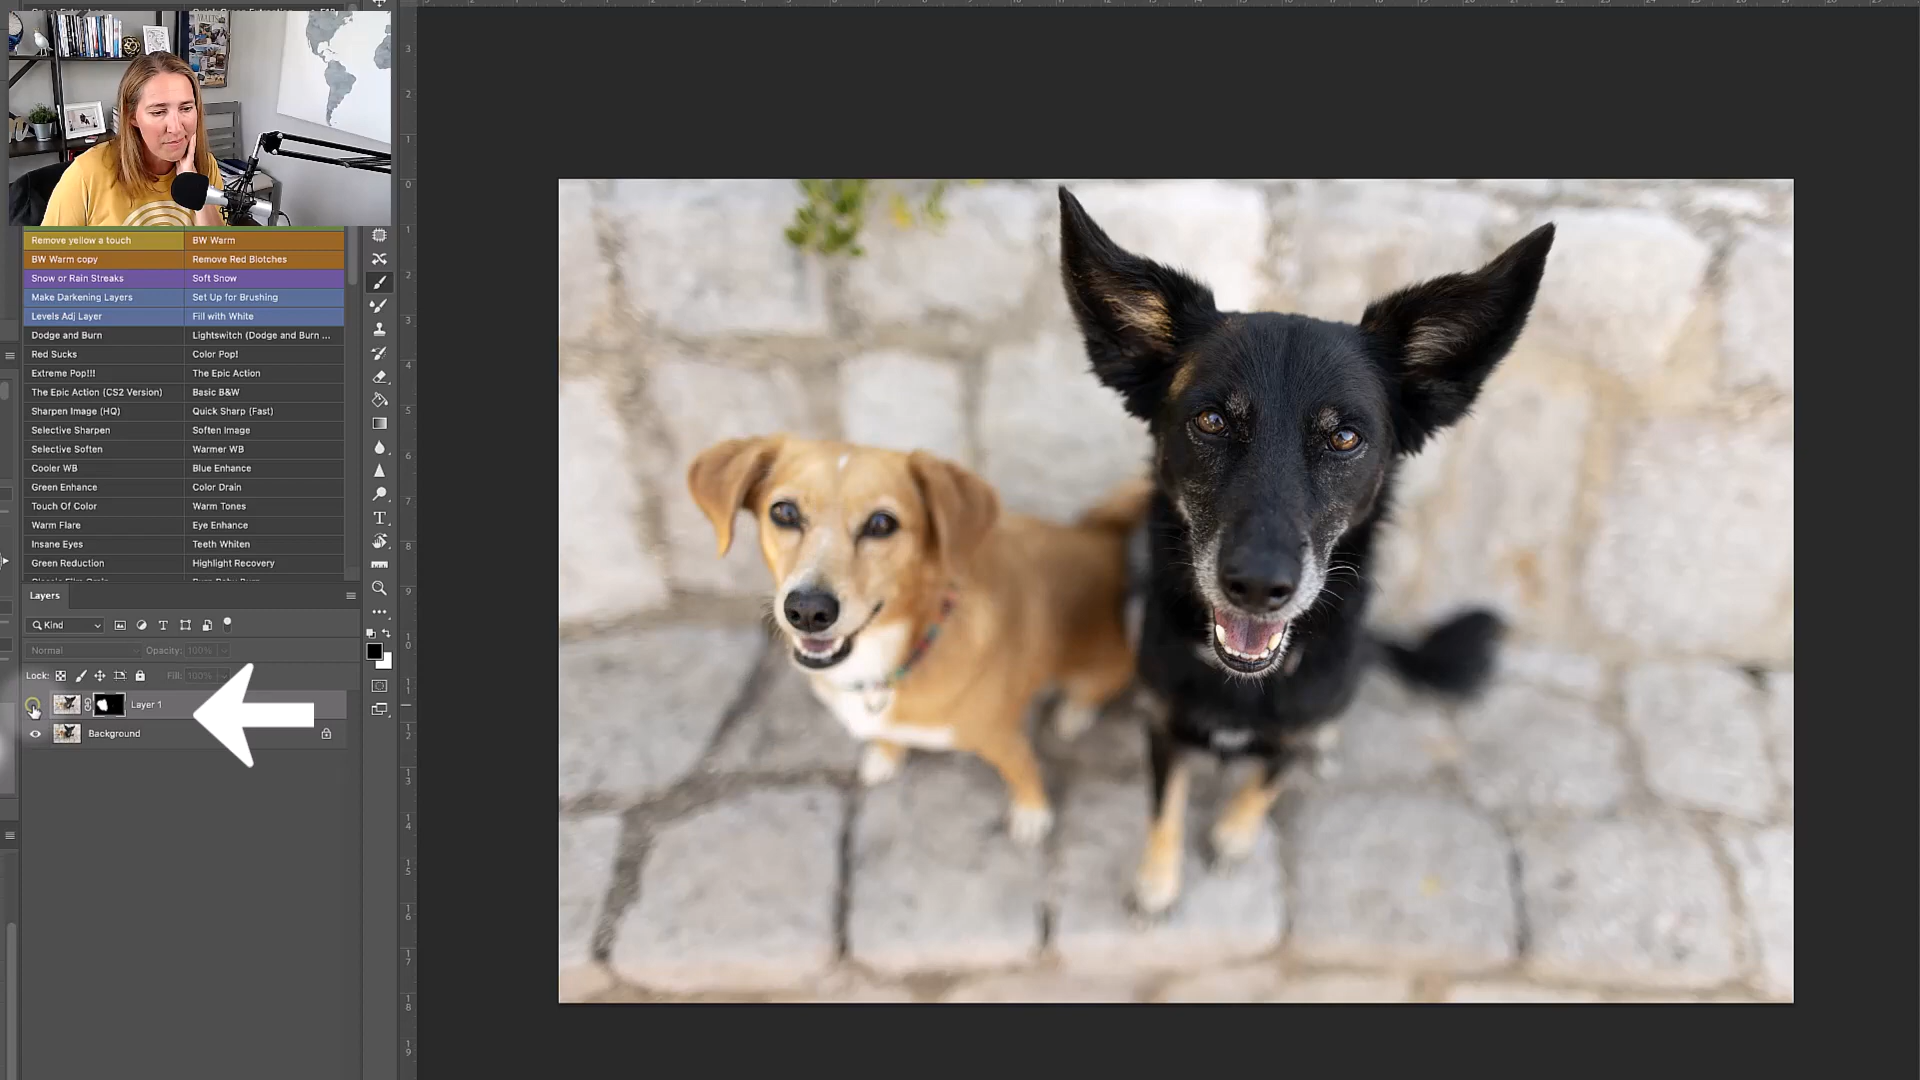 Remove yellow a touch BW Warm
BW Warm copy Remove Red Blotches
Snow or Rain Streaks Soft Snow
Make Darkening Layers Set Up for Brushing
Levels Adj Layer Fill with White
Dodge and Burn Lightswitch (Dodge and Burn ...
Red Sucks Color Pop!
Extreme Pop!!! The Epic Action
The Epic Action (CS2 Version) Basic B&W
Sharpen Image (HQ) Quick Sharp (Fast)
Selective Sharpen Soften Image
Selective Soften Warmer WB
Cooler WB Blue Enhance
Green Enhance Color Drain
Touch Of Color Warm Tones
Warm Flare Eye Enhance
Insane Eyes Teeth Whiten
Green Reduction Highlight Recovery
Layers
Kind
Normal Opacity: 100%
Lock: Fill: 100%
Layer 1
Background